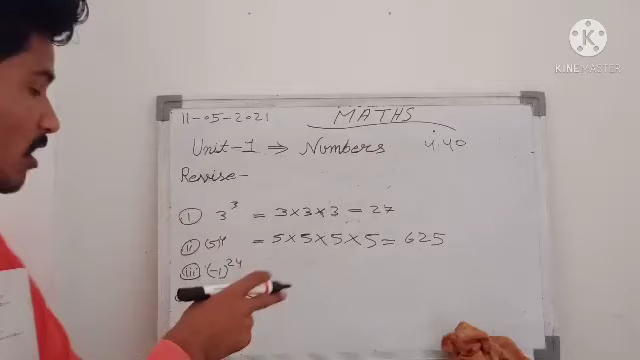 KINEMASTER
11-05-2021 MATHS
Unit-1 ⇒ Numbers 4.40
Revise-
(i) 3³ = 3×3×3 = 27
(ii) (5)⁴ = 5×5×5×5 = 625
(iii) (-1)²⁴